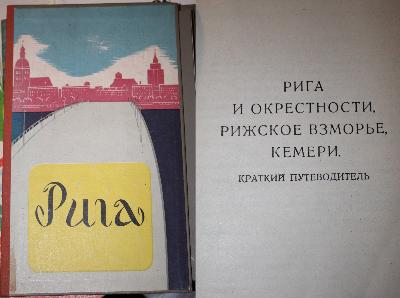 Рига
РИГА
И ОКРЕСТНОСТИ,
РИЖСКОЕ ВЗМОРЬЕ,
КЕМЕРИ.
КРАТКИЙ ПУТЕВОДИТЕЛЬ